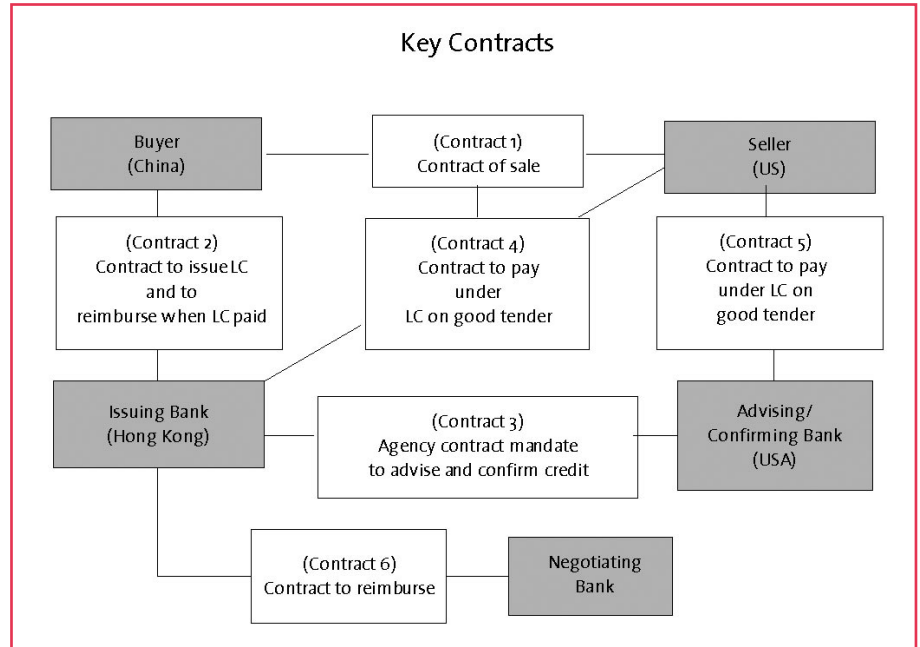 Key Contracts
Buyer
(China)
(Contract 1)
Contract of sale
Seller
(US)
(Contract 2)
Contract to issue LC
and to
reimburse when LC paid
(Contract 4)
Contract to pay
under
LC on good tender
(Contract 5)
Contract to pay
under LC on
good tender
Issuing Bank
(Hong Kong)
(Contract 3)
Agency contract mandate
to advise and confirm credit
Advising/
Confirming Bank
(USA)
(Contract 6)
Contract to reimburse
Negotiating
Bank